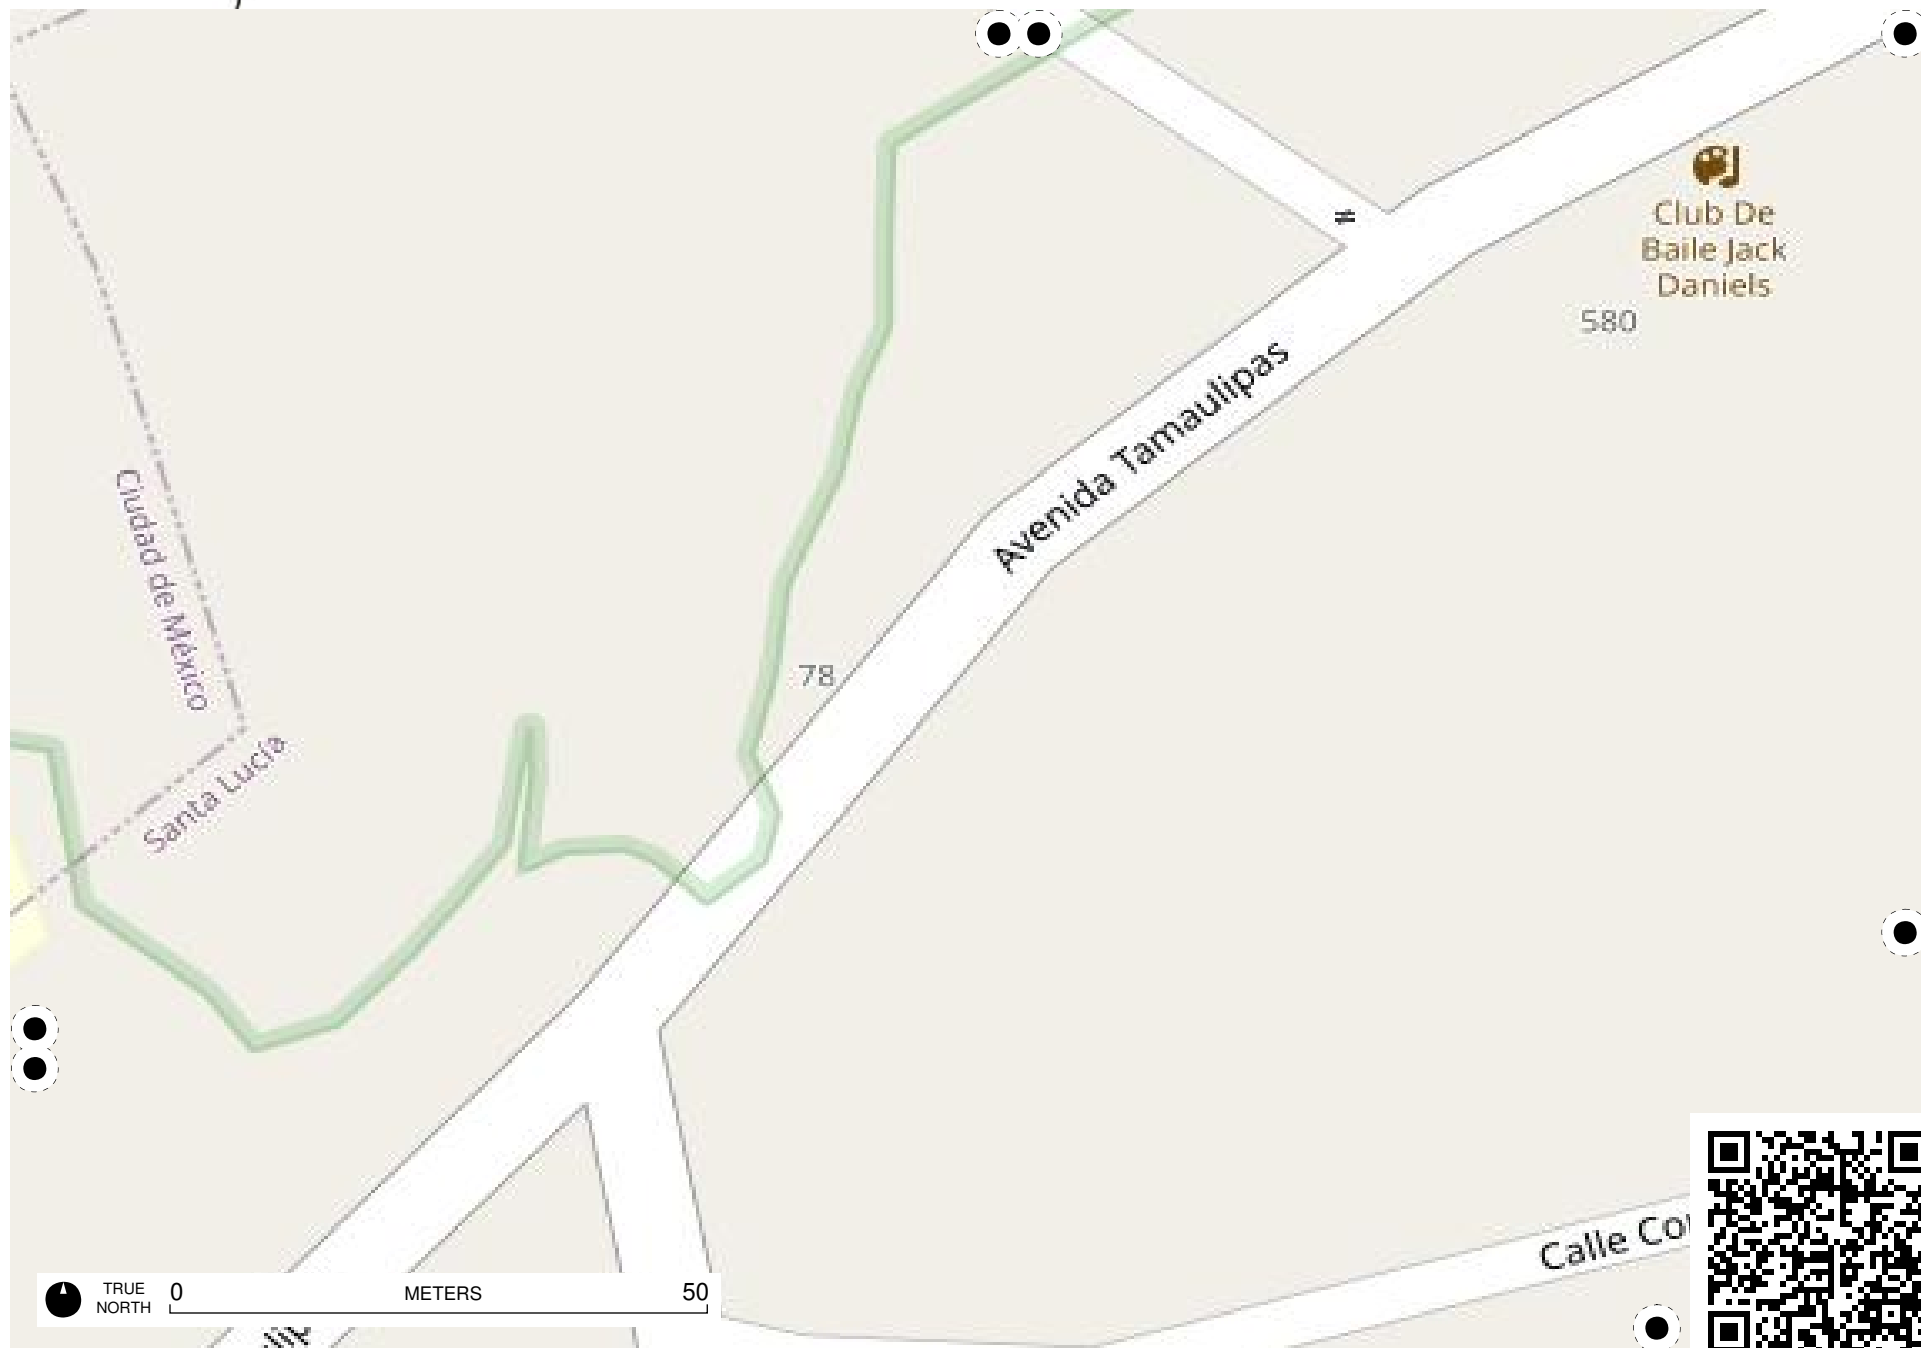 Club De
Baile Jack
Daniels
580
Avenida Tamaulipas
Ciudad de México
78
Santa Lucía
Calle Co
TRUE
NORTH
0 METERS 50